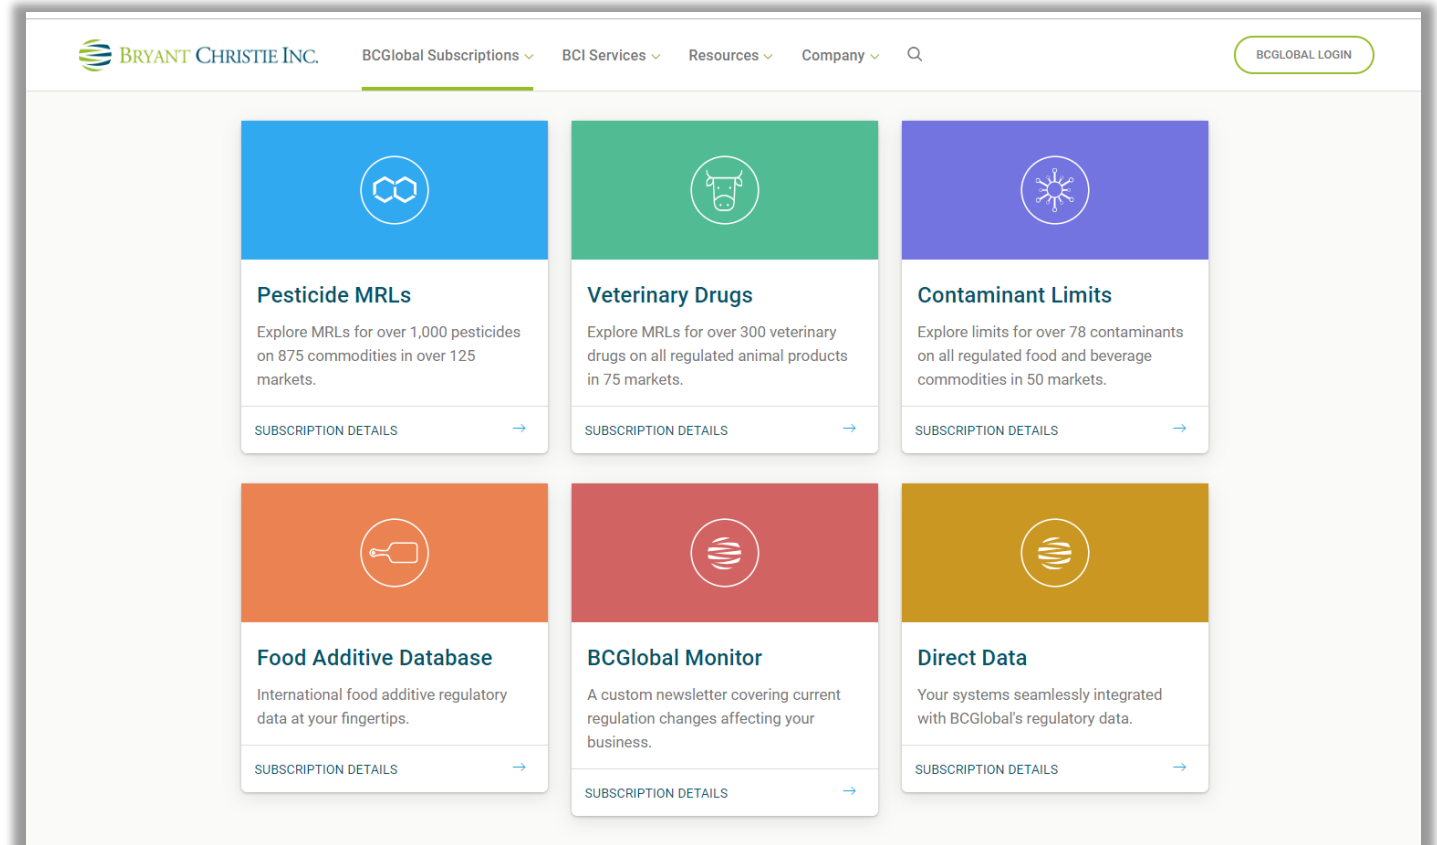 BRYANT CHRISTIE INC.
BCGlobal Subscriptions
BCI Services
Resources
Company
BCGLOBAL LOGIN
Pesticide MRLs
Explore MRLs for over 1,000 pesticides
on 875 commodities in over 125
markets.
SUBSCRIPTION DETAILS
Veterinary Drugs
Explore MRLs for over 300 veterinary
drugs on all regulated animal products
in 75 markets.
SUBSCRIPTION DETAILS
Contaminant Limits
Explore limits for over 78 contaminants
on all regulated food and beverage
commodities in 50 markets.
SUBSCRIPTION DETAILS
Food Additive Database
International food additive regulatory
data at your fingertips.
SUBSCRIPTION DETAILS
BCGlobal Monitor
A custom newsletter covering current
regulation changes affecting your
business.
SUBSCRIPTION DETAILS
Direct Data
Your systems seamlessly integrated
with BCGlobal's regulatory data.
SUBSCRIPTION DETAILS